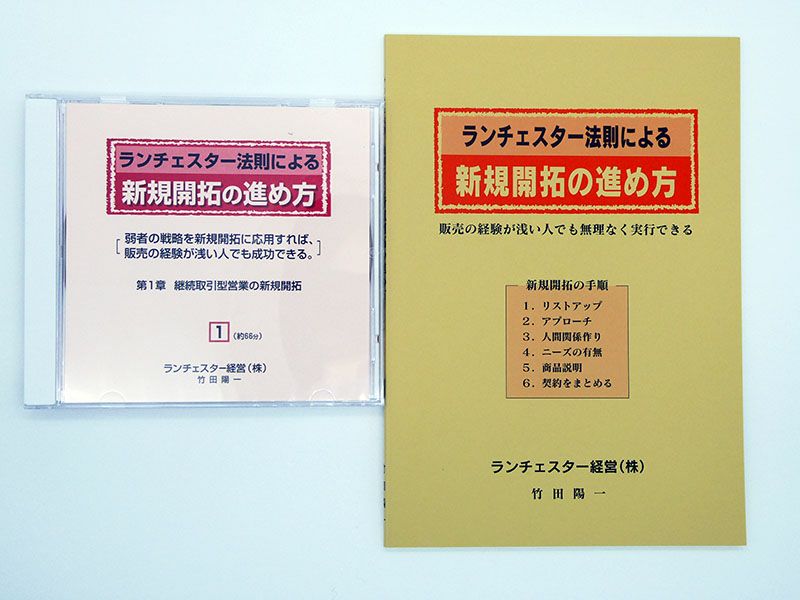 ランチェスター法則による
新規開拓の進め方
弱者の戦略を新規開拓に応用すれば、
販売の経験が浅い人でも成功できる。
第1章 継続取引型営業の新規開拓
1 (約66分)
ランチェスター経営(株)
竹田陽一
ランチェスター法則による
新規開拓の進め方
販売の経験が浅い人でも無理なく実行できる
新規開拓の手順
1. リストアップ
2. アプローチ
3. 人間関係作り
4. ニーズの有無
5. 商品説明
6. 契約をまとめる
ランチェスター経営(株)
竹田陽一